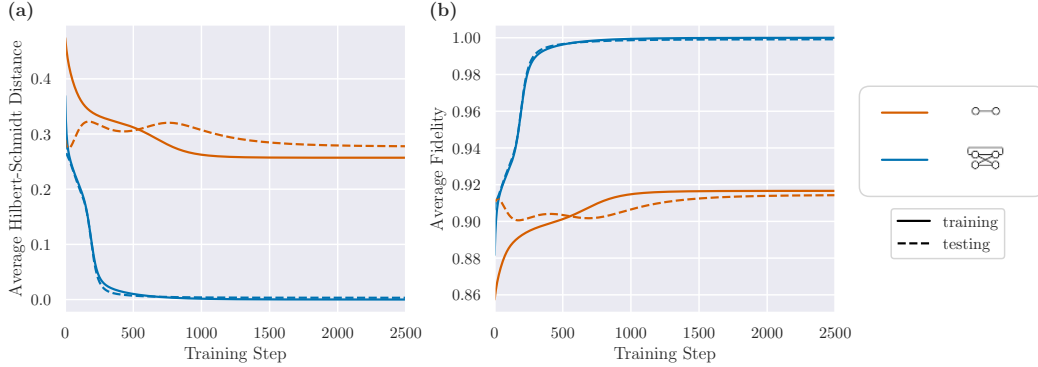 (a)
Average Hilbert-Schmidt Distance
0.4
0.3
0.2
0.1
0.0
0 500 1000 1500 2000 2500
Training Step
(b)
Average Fidelity
1.00
0.98
0.96
0.94
0.92
0.90
0.88
0.86
0 500 1000 1500 2000 2500
Training Step
training
testing